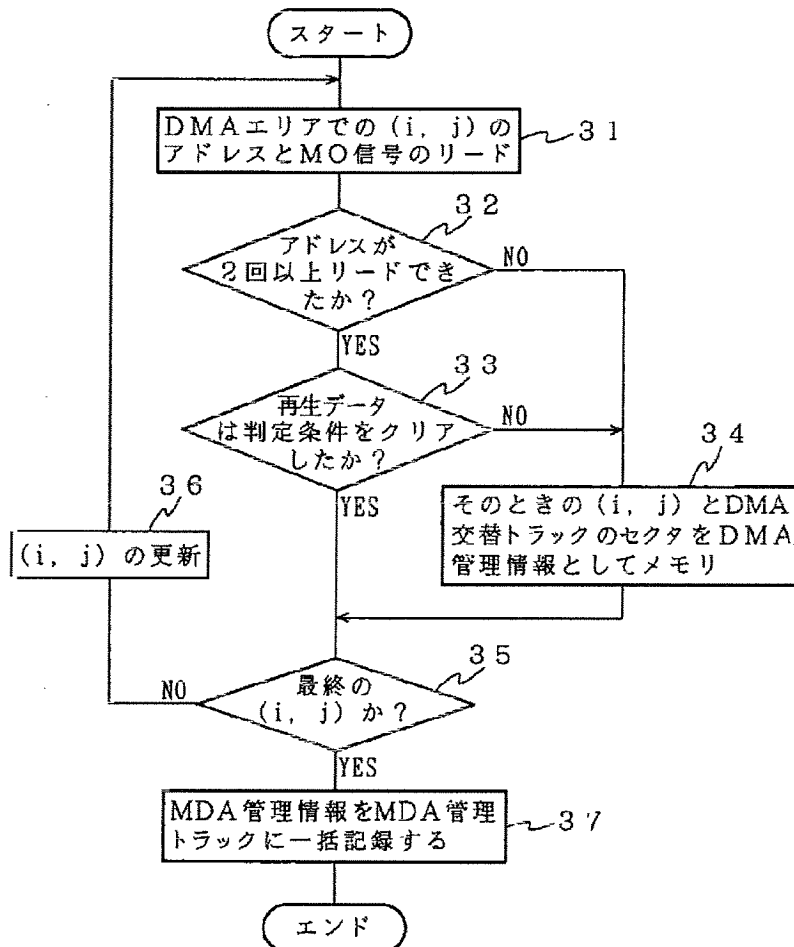 スタート
DMAエリアでの(i, j)の
アドレスとMO信号のリード
31
32
アドレスが
2回以上リードでき
たか?
NO
YES
33
再生データ
は判定条件をクリア
したか?
NO
YES
34
そのときの(i, j)とDMA
交替トラックのセクタをDMA
管理情報としてメモリ
36
(i, j)の更新
35
最終の
(i, j)か?
NO
YES
MDA管理情報をMDA管理
トラックに一括記録する
37
エンド